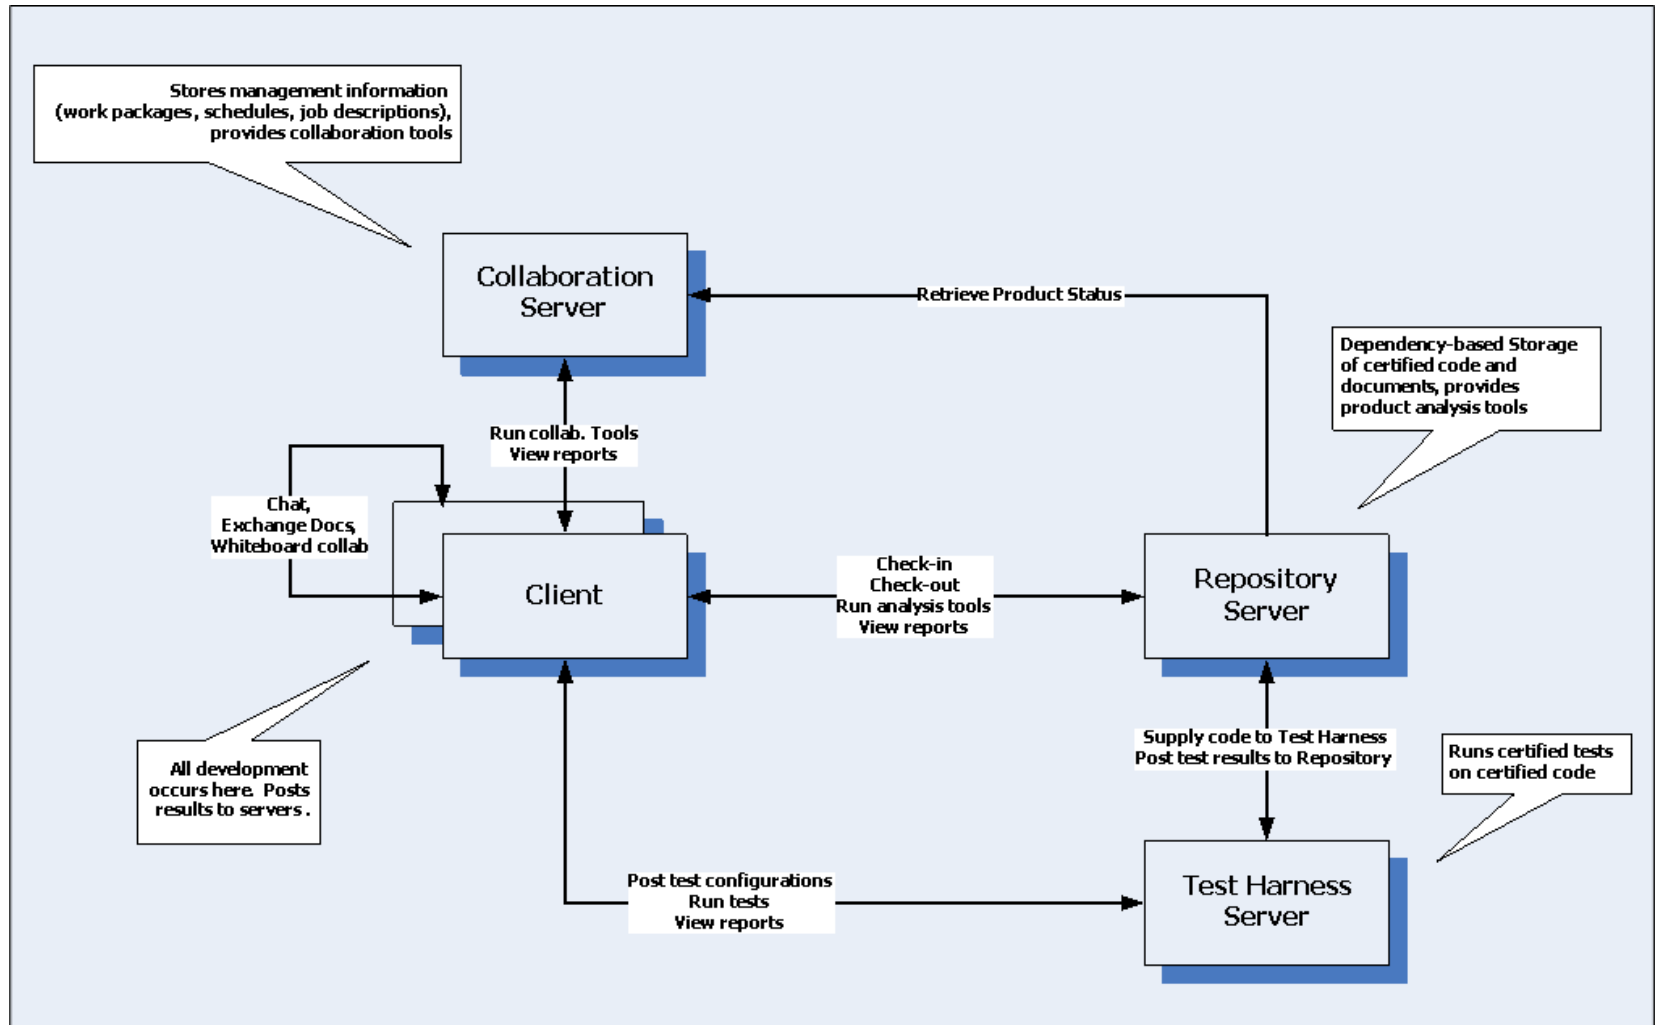 Stores management information
(work packages, schedules, job descriptions),
provides collaboration tools
Collaboration
Server
Retrieve Product Status
Dependency-based Storage
of certified code and
documents, provides
product analysis tools
Run collab. Tools
View reports
Chat,
Exchange Docs,
Whiteboard collab
Client
Check-in
Check-out
Run analysis tools
View reports
Repository
Server
All development
occurs here. Posts
results to servers .
Supply code to Test Harness
Post test results to Repository
Runs certified tests
on certified code
Post test configurations
Run tests
View reports
Test Harness
Server